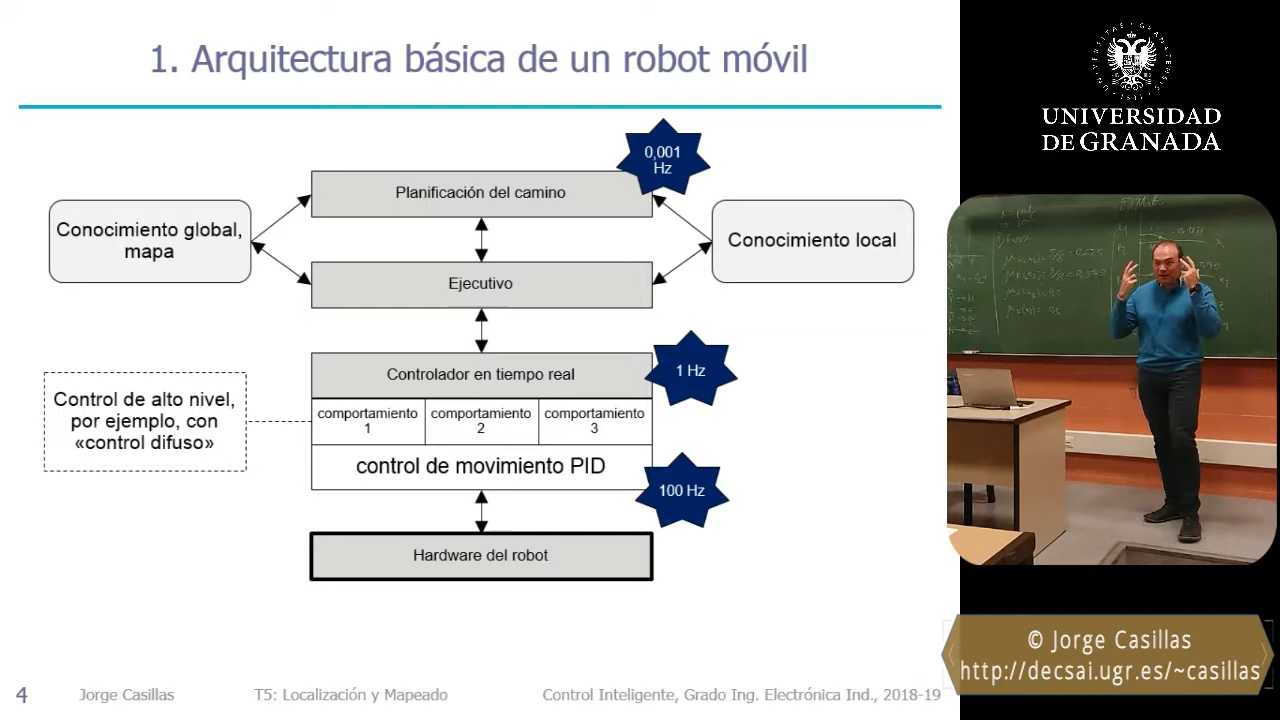 1. Arquitectura básica de un robot móvil
0,001
Hz
Planificación del camino
Conocimiento global,
mapa
Conocimiento local
Ejecutivo
Controlador en tiempo real
1 Hz
Control de alto nivel,
por ejemplo, con
«control difuso»
comportamiento
1
comportamiento
2
comportamiento
3
control de movimiento PID
100 Hz
Hardware del robot
4
Jorge Casillas
T5: Localización y Mapeado
Control Inteligente, Grado Ing. Electrónica Ind., 2018-19
UNIVERSIDAD
DE GRANADA
© Jorge Casillas
http://decsai.ugr.es/~casillas